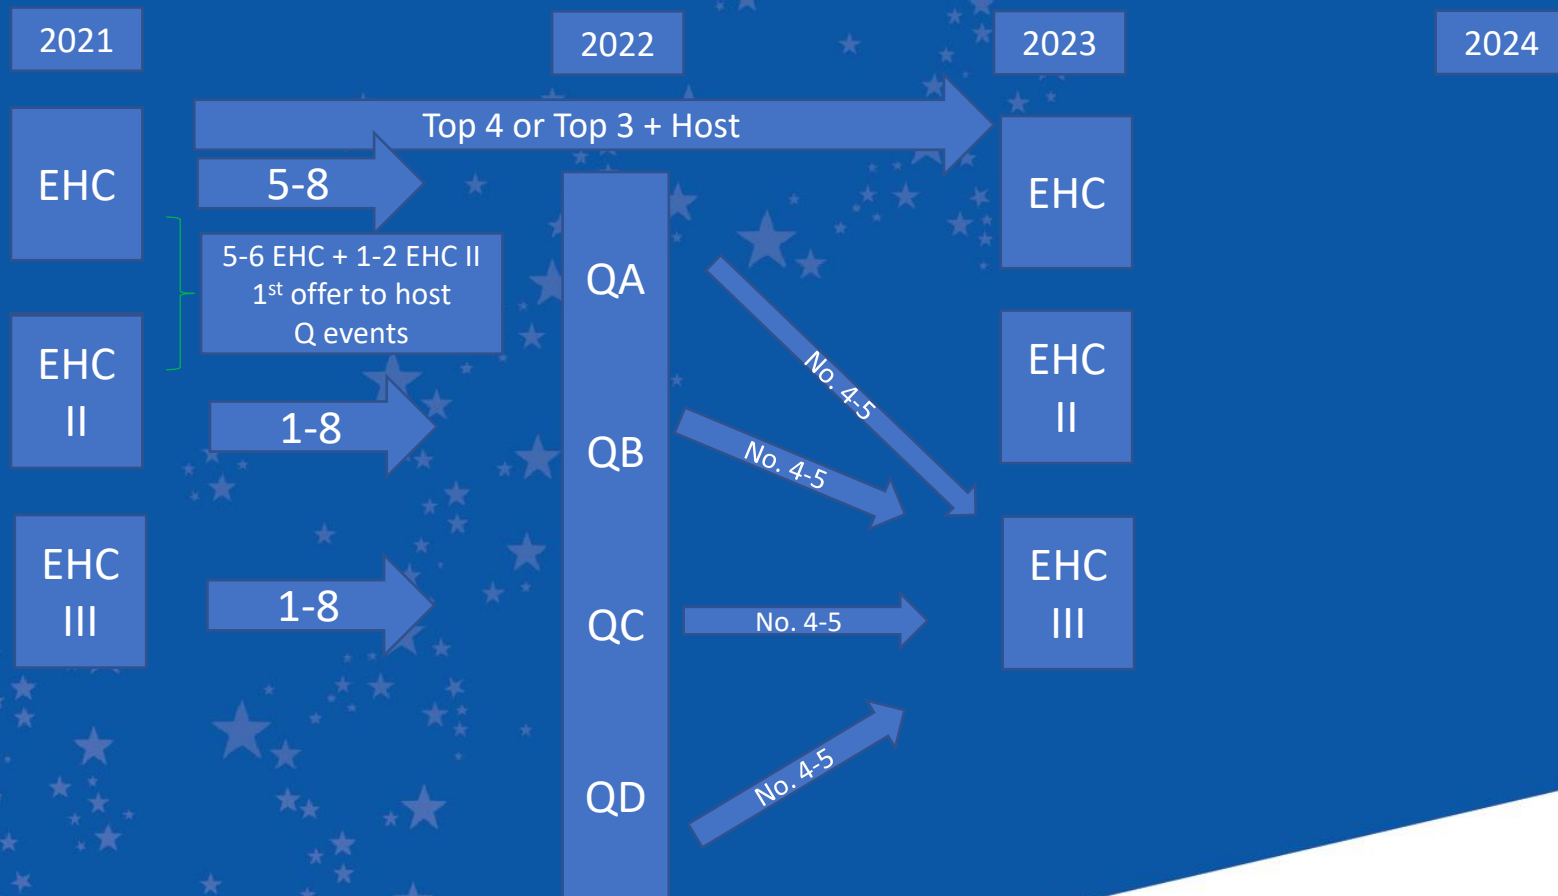 2021
2022
2023
2024
Top 4 or Top 3 + Host
EHC
5-8
EHC
5-6 EHC + 1-2 EHC II
1st offer to host
Q events
QA
No. 4-5
EHC
II
1-8
QB
No. 4-5
EHC
II
EHC
III
1-8
QC
No. 4-5
EHC
III
QD
No. 4-5